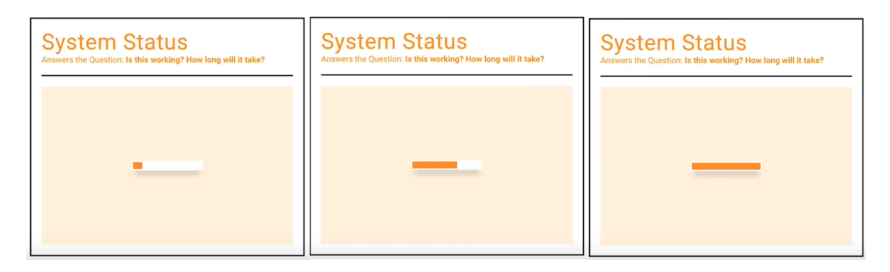 System Status
Answers the Question: Is this working? How long will it take?
System Status
Answers the Question: Is this working? How long will it take?
System Status
Answers the Question: Is this working? How long will it take?